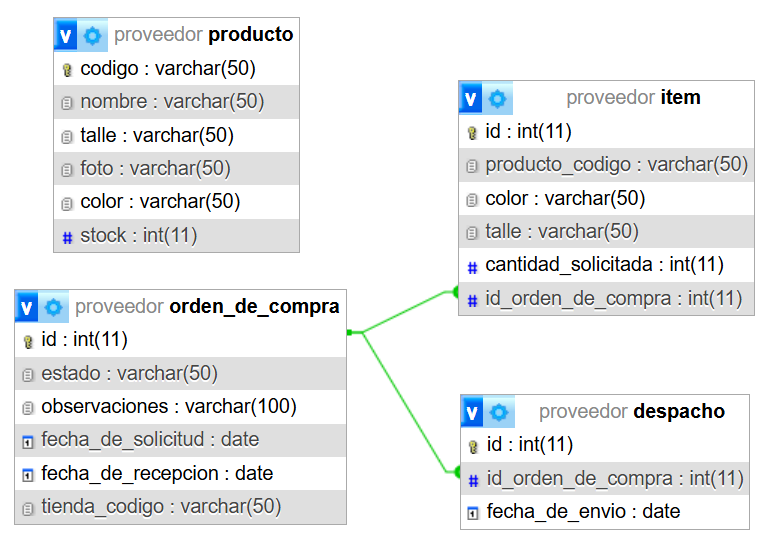 v proveedor producto
codigo : varchar(50)
nombre : varchar(50)
talle : varchar(50)
foto : varchar(50)
color : varchar(50)
# stock : int(11)
v proveedor item
id : int(11)
producto_codigo : varchar(50)
color : varchar(50)
talle : varchar(50)
# cantidad_solicitada : int(11)
# id_orden_de_compra : int(11)
v proveedor orden_de_compra
id : int(11)
estado : varchar(50)
observaciones : varchar(100)
fecha_de_solicitud : date
fecha_de_recepcion : date
tienda_codigo : varchar(50)
v proveedor despacho
id : int(11)
# id_orden_de_compra : int(11)
fecha_de_envio : date